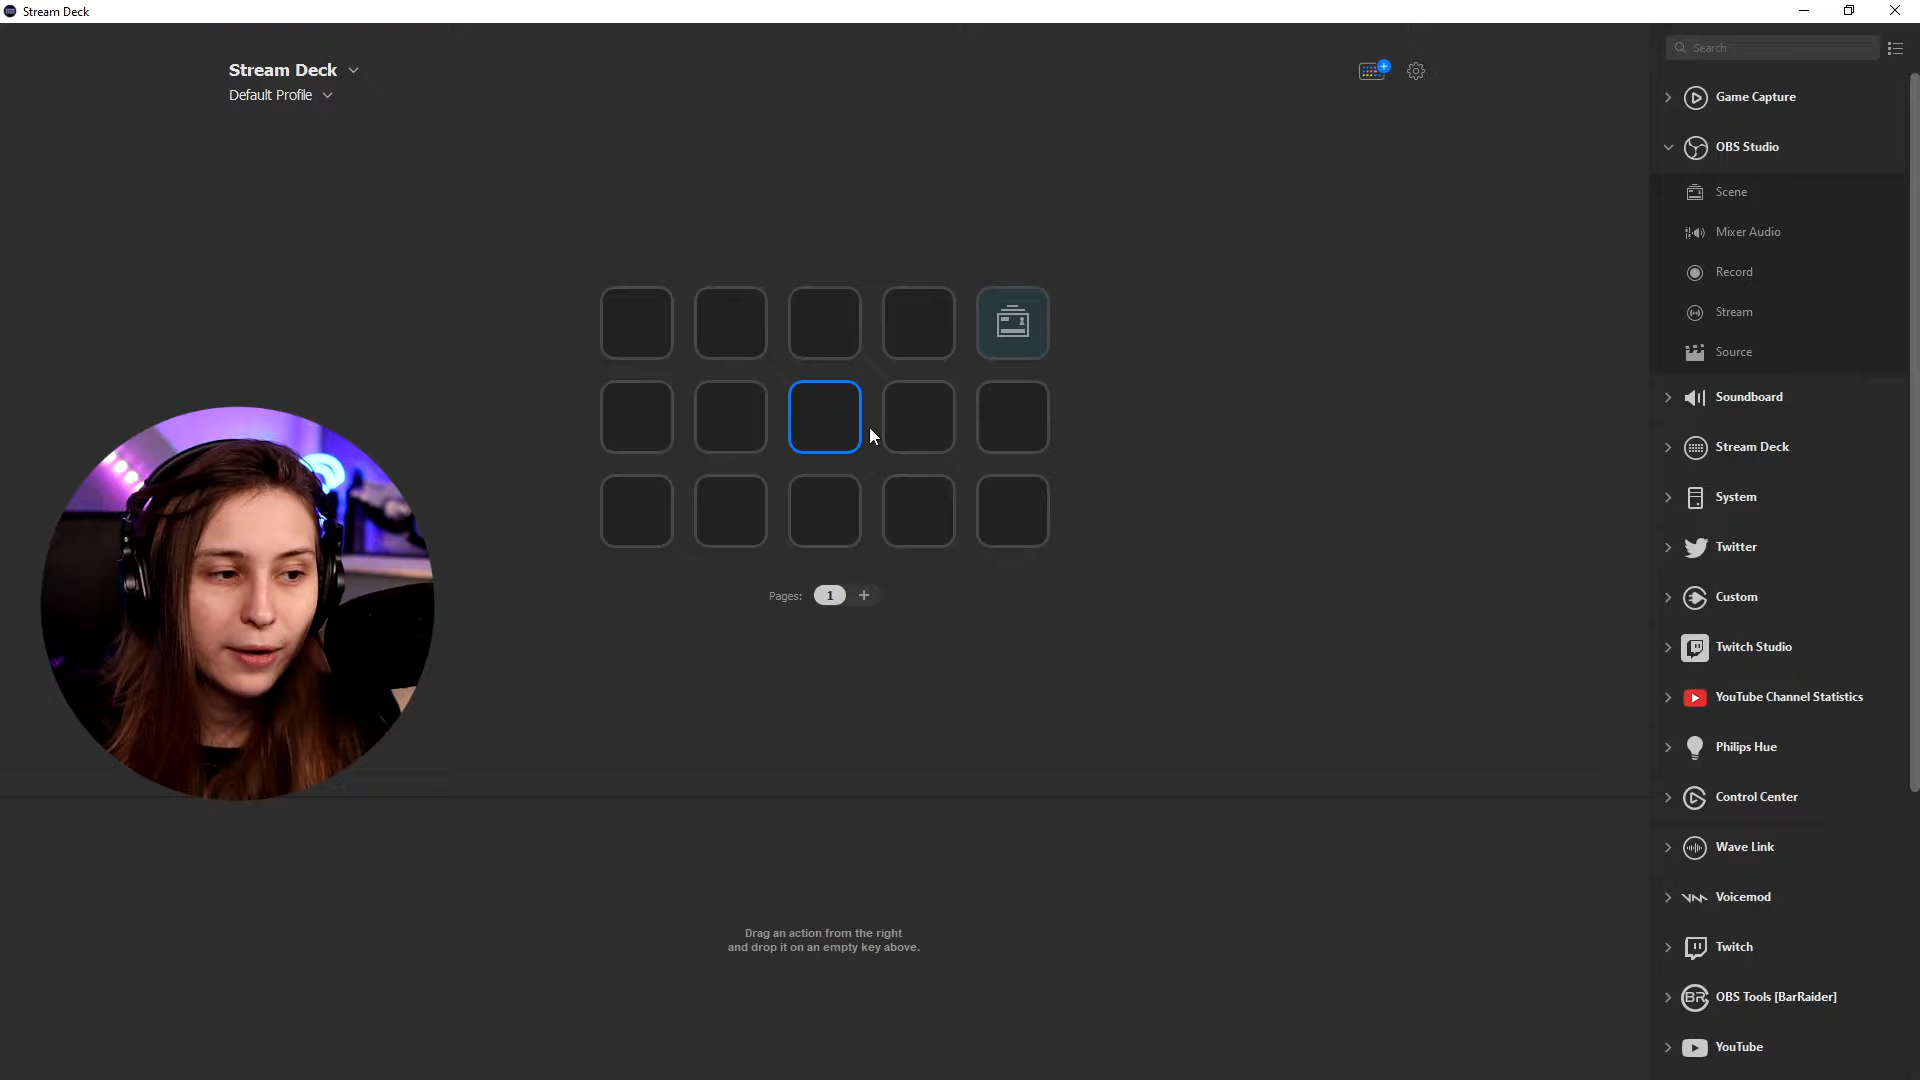 Stream Deck
Stream Deck
Default Profile
Pages: 1 +
Drag an action from the right
and drop it on an empty key above.
Search
Game Capture
OBS Studio
Scene
Mixer Audio
Record
Stream
Source
Soundboard
Stream Deck
System
Twitter
Custom
Twitch Studio
YouTube Channel Statistics
Philips Hue
Control Center
Wave Link
Voicemod
Twitch
BR OBS Tools [BarRaider]
YouTube